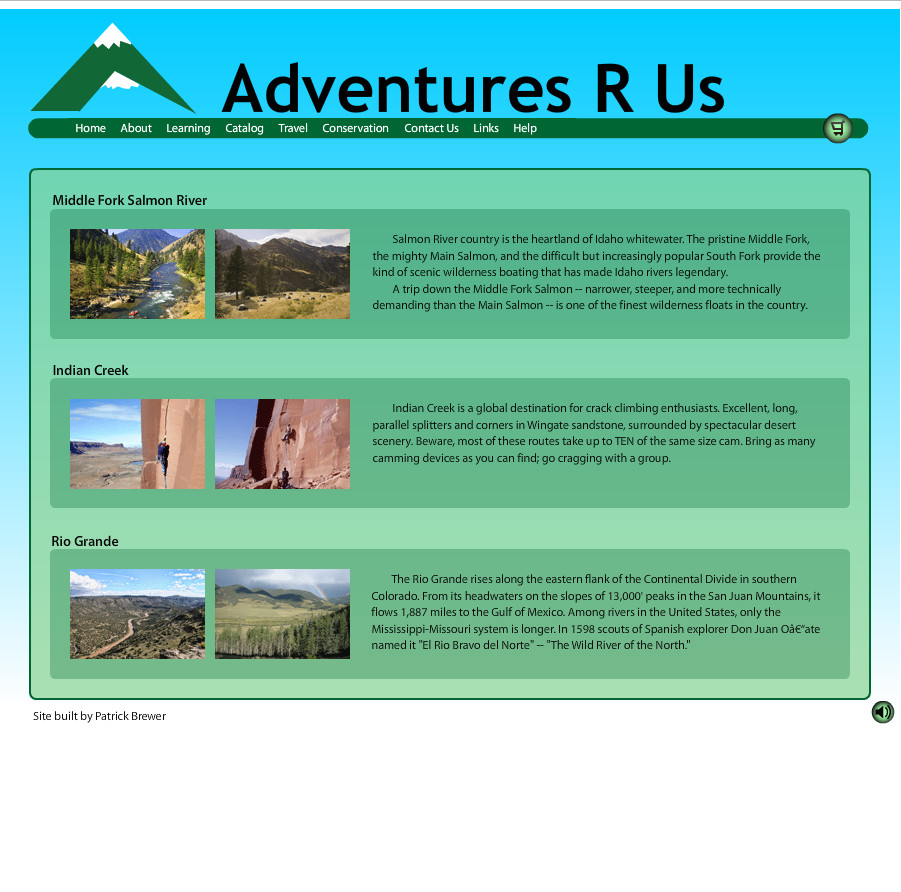 Adventures R Us
Home About Learning Catalog Travel Conservation Contact Us Links Help
Middle Fork Salmon River
Salmon River country is the heartland of Idaho whitewater. The pristine Middle Fork,
the mighty Main Salmon, and the difficult but increasingly popular South Fork provide the
kind of scenic wilderness boating that has made Idaho rivers legendary.
A trip down the Middle Fork Salmon -- narrower, steeper, and more technically
demanding than the Main Salmon -- is one of the finest wilderness floats in the country.
Indian Creek
Indian Creek is a global destination for crack climbing enthusiasts. Excellent, long,
parallel splitters and corners in Wingate sandstone, surrounded by spectacular desert
scenery. Beware, most of these routes take up to TEN of the same size cam. Bring as many
camming devices as you can find; go cragging with a group.
Rio Grande
The Rio Grande rises along the eastern flank of the Continental Divide in southern
Colorado. From its headwaters on the slopes of 13,000' peaks in the San Juan Mountains, it
flows 1,887 miles to the Gulf of Mexico. Among rivers in the United States, only the
Mississippi-Missouri system is longer. In 1598 scouts of Spanish explorer Don Juan Oâ€“ate
named it "El Rio Bravo del Norte" -- "The Wild River of the North."
Site built by Patrick Brewer